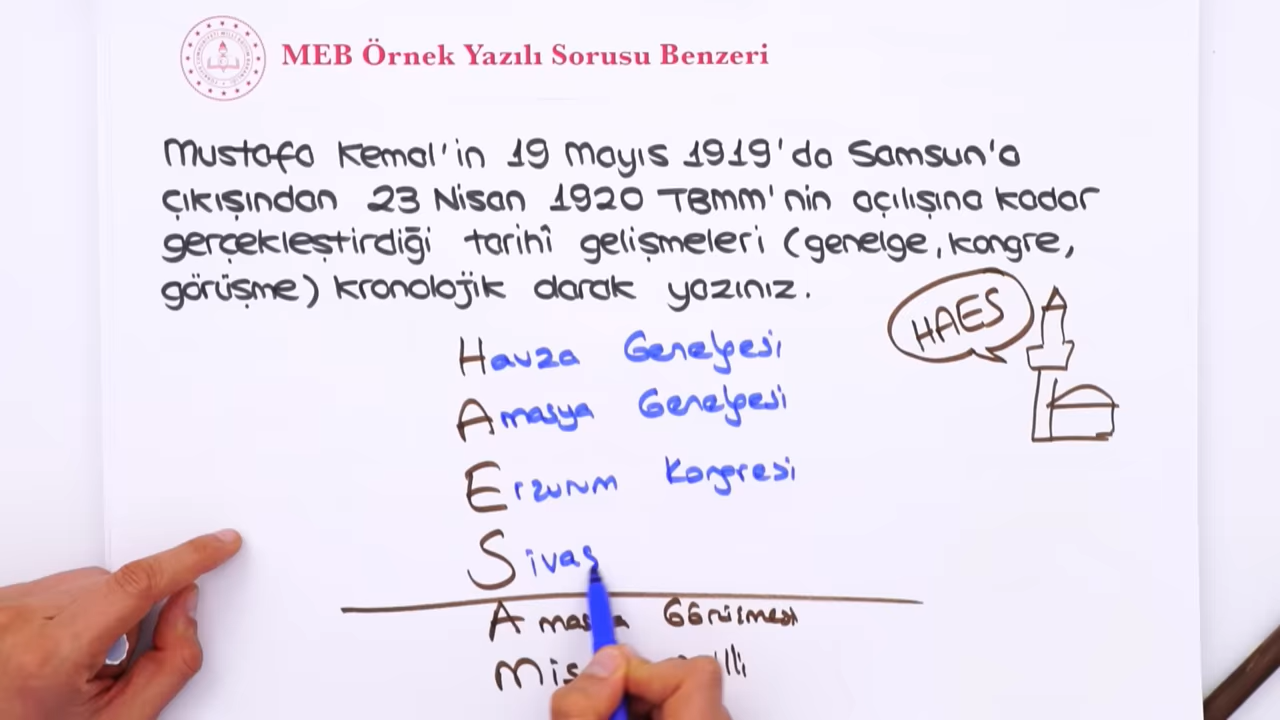 MEB Örnek Yazılı Sorusu Benzeri
Mustafa Kemal'in 19 Mayıs 1919'da Samsun'a
çıkışından 23 Nisan 1920 TBMM'nin açılışına kadar
gerçekleştirdiği tarihî gelişmeleri (genelge, kongre,
görüşme) kronolojik olarak yazınız.
HAES
Havza Genelgesi
Amasya Genelgesi
Erzurum Kongresi
Sivas
Görüşmesi